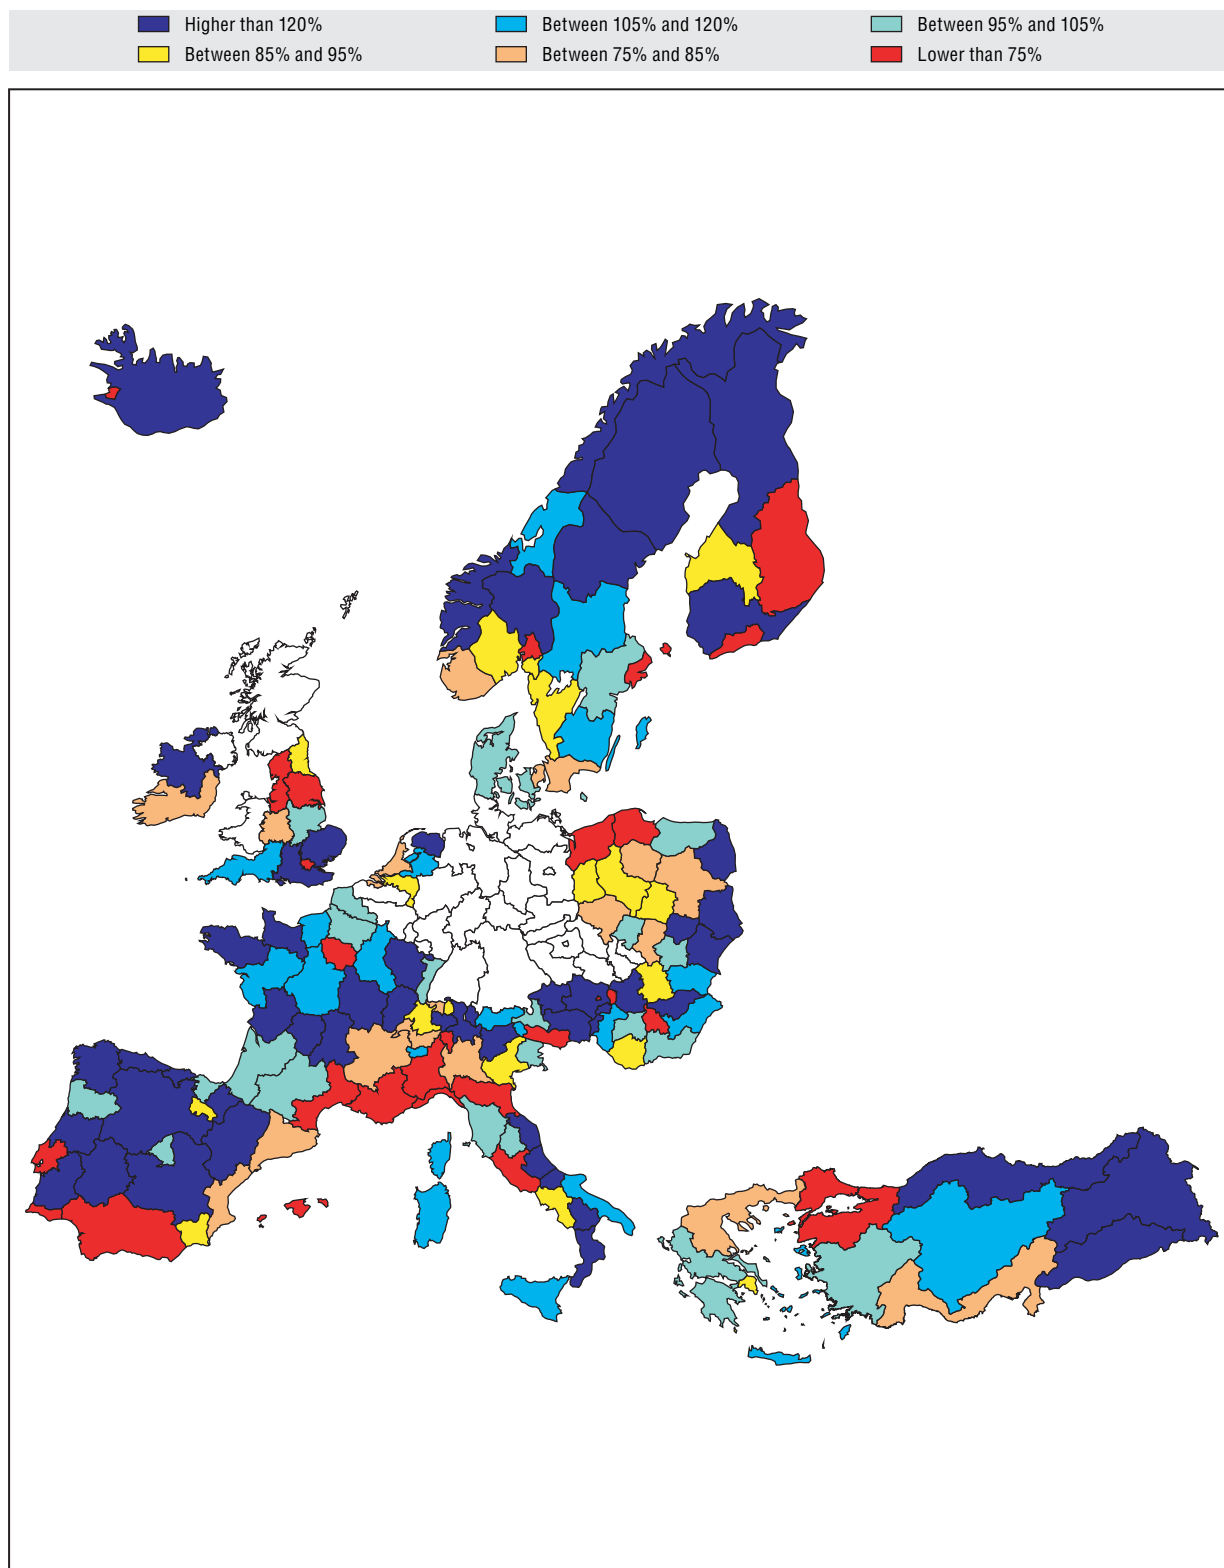 Higher than 120% Between 105% and 120% Between 95% and 105%
Between 85% and 95% Between 75% and 85% Lower than 75%